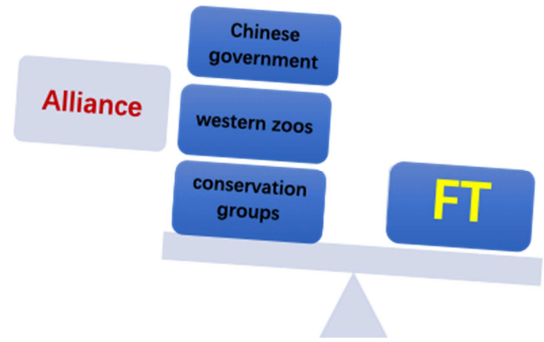 Chinese
government
Alliance
western zoos
conservation
groups
FT